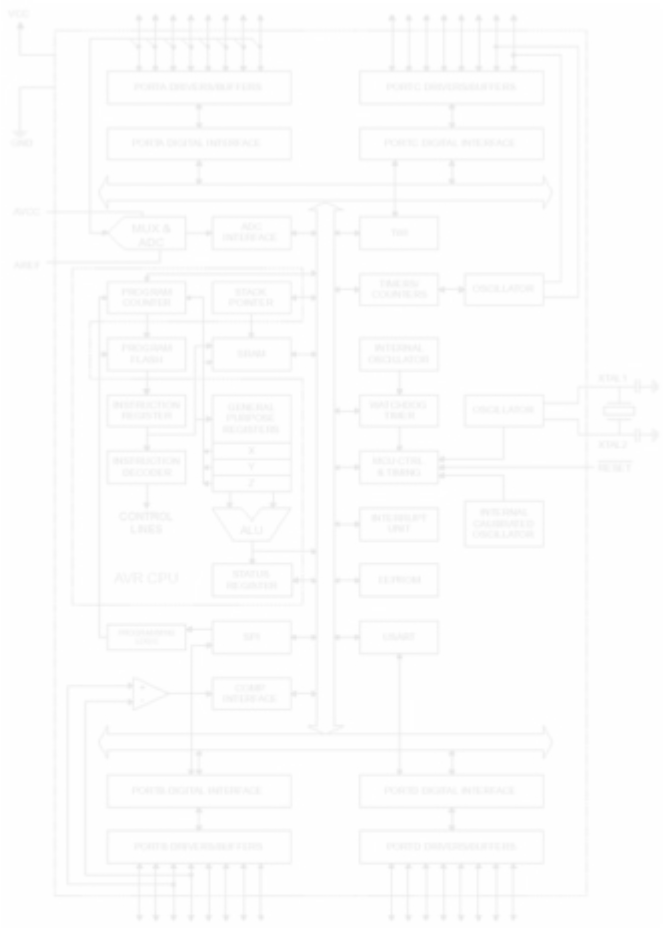 VCC
GND
PORTA DRIVERS/BUFFERS
PORTC DRIVERS/BUFFERS
PORTA DIGITAL INTERFACE
PORTC DIGITAL INTERFACE
AVCC
MUX &
ADC
ADC
INTERFACE
TWI
AREF
PROGRAM
COUNTER
STACK
POINTER
TIMERS/
COUNTERS
OSCILLATOR
PROGRAM
FLASH
SRAM
INTERNAL
OSCILLATOR
XTAL1
INSTRUCTION
REGISTER
GENERAL
PURPOSE
REGISTERS
WATCHDOG
TIMER
OSCILLATOR
X
XTAL2
INSTRUCTION
DECODER
Y
MCU CTRL.
& TIMING
RESET
Z
CONTROL
LINES
ALU
INTERRUPT
UNIT
INTERNAL
CALIBRATED
OSCILLATOR
AVR CPU
STATUS
REGISTER
EEPROM
PROGRAMMING
LOGIC
SPI
USART
+
-
COMP.
INTERFACE
PORTB DIGITAL INTERFACE
PORTD DIGITAL INTERFACE
PORTB DRIVERS/BUFFERS
PORTD DRIVERS/BUFFERS